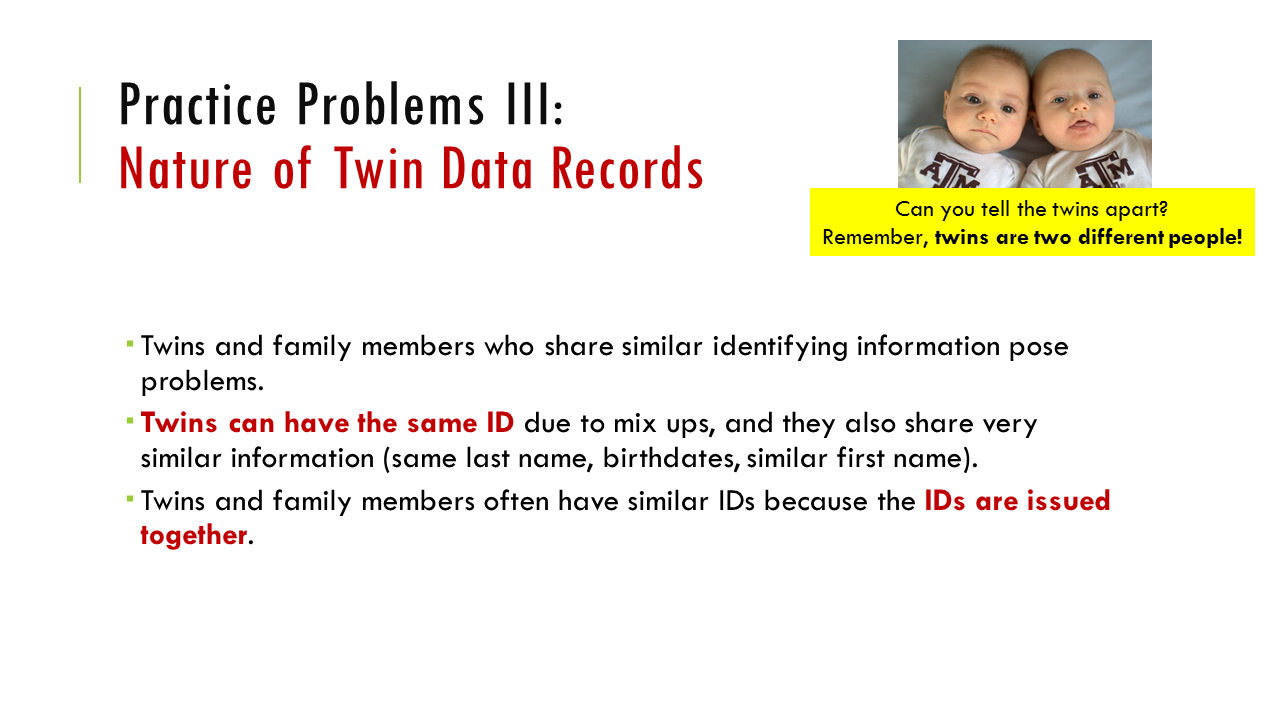 Practice Problems III:
Nature of Twin Data Records
ATM
ATM
Can you tell the twins apart?
Remember, twins are two different people!
Twins and family members who share similar identifying information pose
problems.
Twins can have the same ID due to mix ups, and they also share very
similar information (same last name, birthdates, similar first name).
Twins and family members often have similar IDs because the IDs are issued
together.